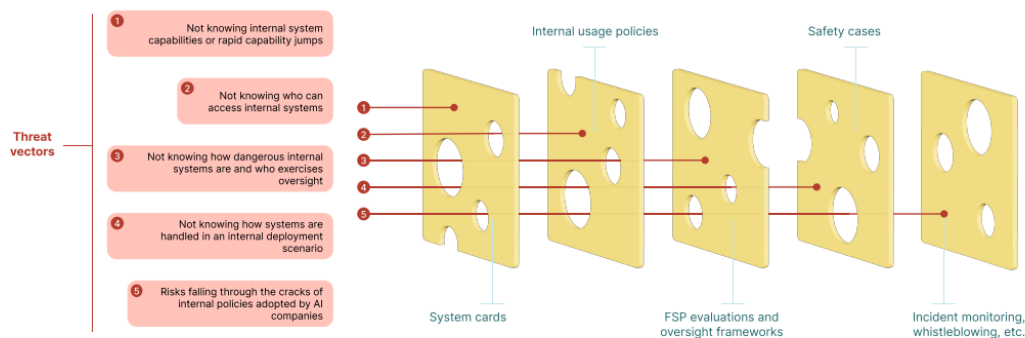 Threat
vectors
1
Not knowing internal system
capabilities or rapid capability jumps
2
Not knowing who can
access internal systems
3
Not knowing how dangerous internal
systems are and who exercises
oversight
4
Not knowing how systems are
handled in an internal deployment
scenario
5
Risks falling through the cracks of
internal policies adopted by AI
companies
Internal usage policies
Safety cases
1
2
3
4
5
System cards
FSP evaluations and
oversight frameworks
Incident monitoring,
whistleblowing, etc.